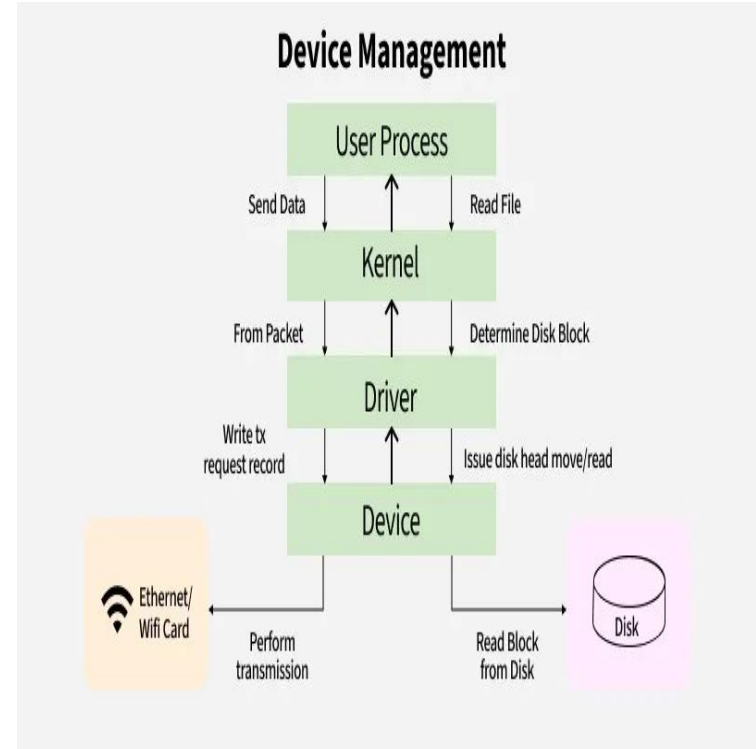 Device Management
User Process
Send Data
Read File
Kernel
From Packet
Determine Disk Block
Driver
Write tx
request record
Issue disk head move/read
Device
Ethernet/
Wifi Card
Disk
Perform
transmission
Read Block
from Disk